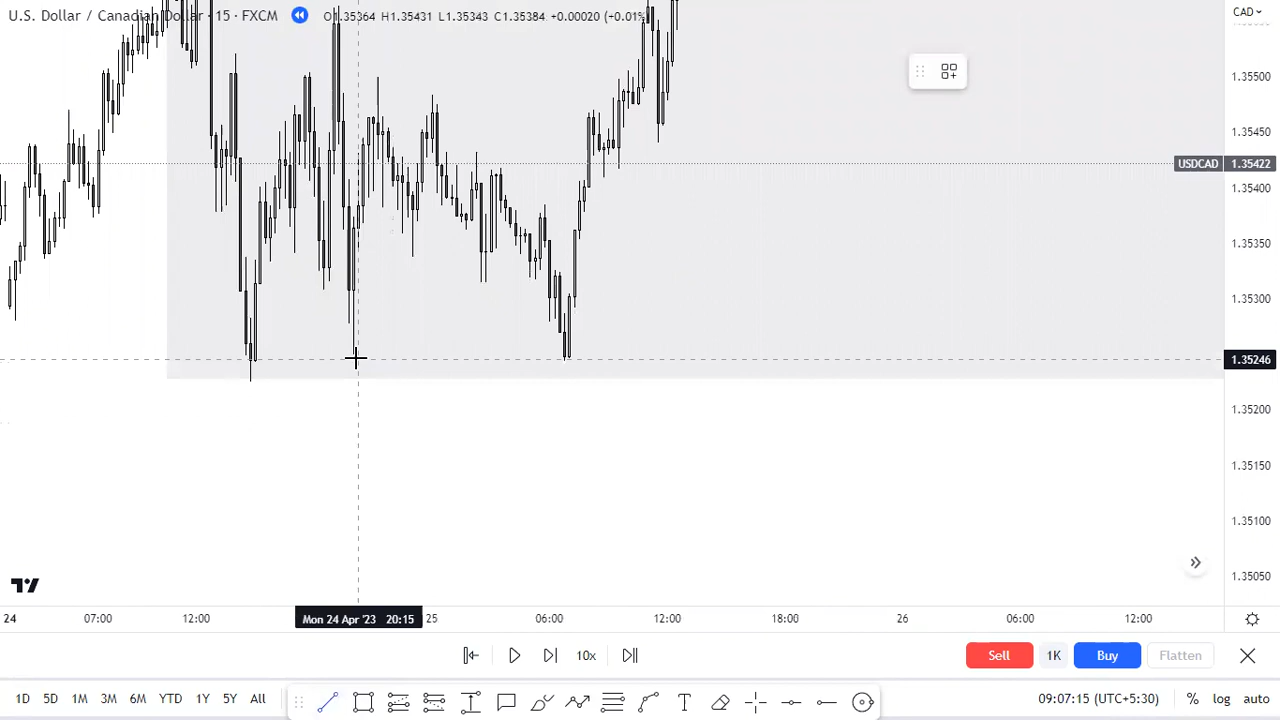 U.S. Dollar / Canadian Dollar · 15 · FXCM O1.35364 H1.35431 L1.35343 C1.35384 +0.00020 (+0.01%
CAD
1.35500
1.35450
USDCAD 1.35422
1.35400
1.35350
1.35300
1.35246
1.35200
1.35150
1.35100
1.35050
24 07:00 12:00 Mon 24 Apr '23 20:15 25 06:00 12:00 18:00 26 06:00 12:00
10x Sell 1K Buy Flatten
1D 5D 1M 3M 6M YTD 1Y 5Y All 09:07:15 (UTC+5:30) % log auto